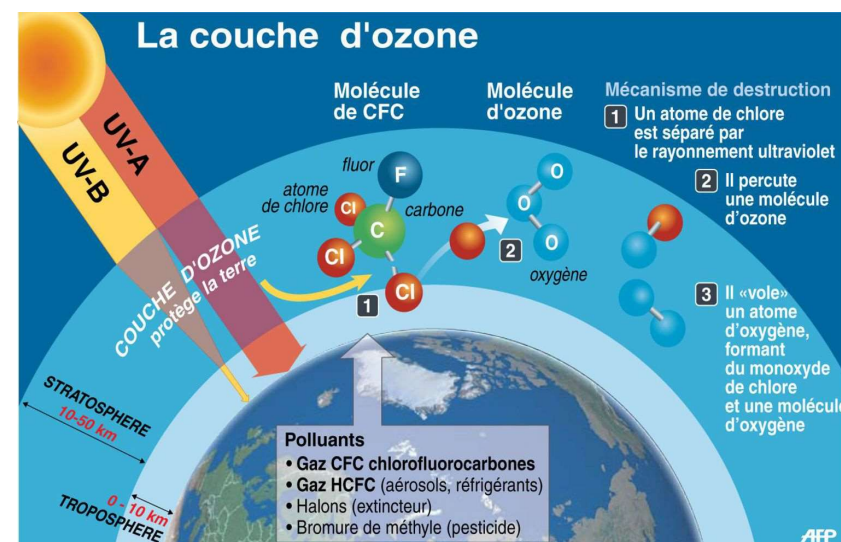 La couche d'ozone
UV-A
UV-B
COUCHE D'OZONE
protège la terre
STRATOSPHERE
10-50 km
0 - 10 km
TROPOSPHERE
Molécule
de CFC
fluor
F
atome
de chlore
Cl
carbone
C
Cl
Cl
1
Molécule
d'ozone
O
O
O
2
oxygène
Mécanisme de destruction
1 Un atome de chlore
est séparé par
le rayonnement ultraviolet
2 Il percute
une molécule
d'ozone
3 Il «vole»
un atome
d'oxygène,
formant
du monoxyde
de chlore
et une molécule
d'oxygène
Polluants
• Gaz CFC chlorofluorocarbones
• Gaz HCFC (aérosols, réfrigérants)
• Halons (extincteur)
• Bromure de méthyle (pesticide)
AFP